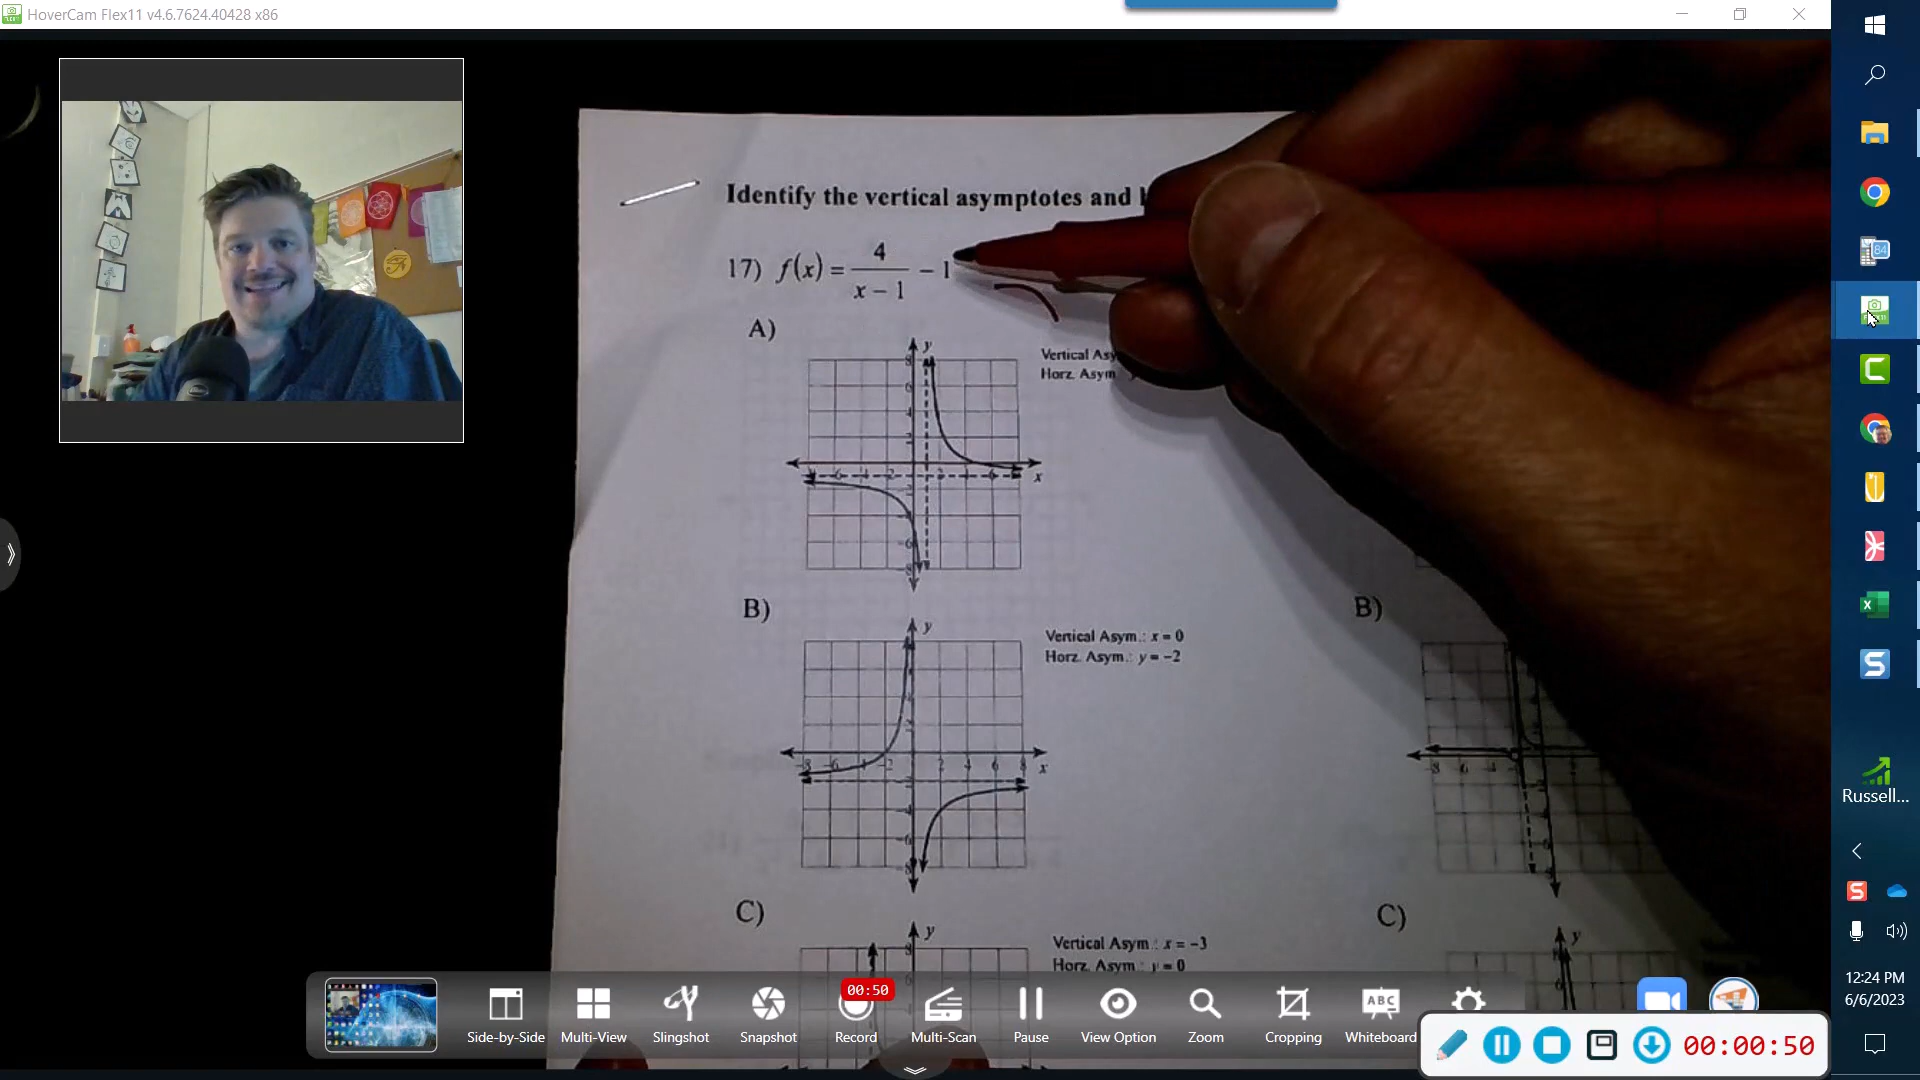 HoverCam Flex11 v4.6.7624.40428 x86
Identify the vertical asymptotes and
17) f(x) = 4 / (x − 1) − 1
A)
y
x
Vertical Asy
Horz. Asym
B)
y
x
Vertical Asym.: x = 0
Horz. Asym.: y = −2
B)
C)
y
Vertical Asym.: x = −3
Horz. Asym.: y = 0
C)
y
00:50
Side-by-Side
Multi-View
Slingshot
Snapshot
Record
Multi-Scan
Pause
View Option
Zoom
Cropping
ABC
Whiteboard
00:00:50
84
Russell...
12:24 PM
6/6/2023